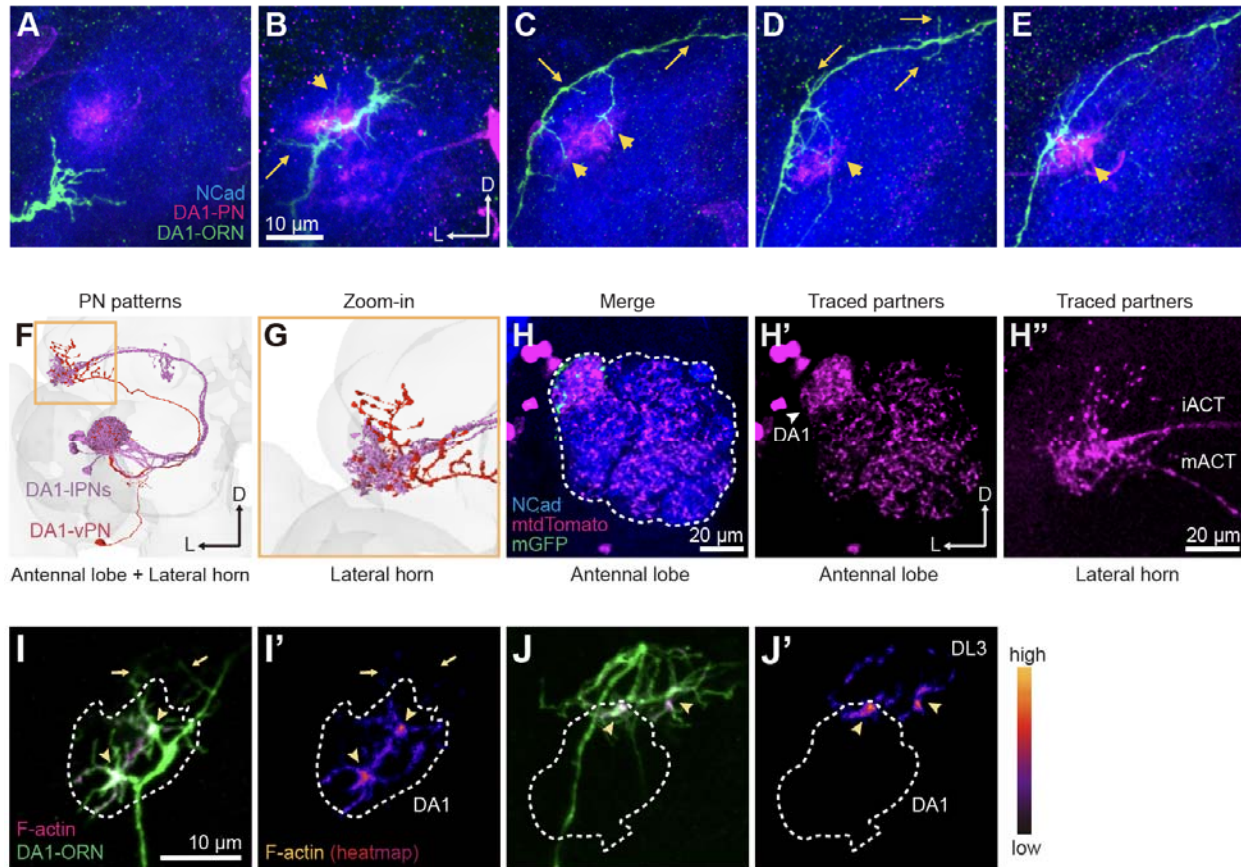 A
B
C
D
E
NCad
DA1-PN
DA1-ORN
10 µm
D
L
PN patterns
Zoom-in
Merge
Traced partners
Traced partners
F
G
H
H’
H”
DA1-lPNs
DA1-vPN
D
L
NCad
mtdTomato
mGFP
20 µm
DA1
D
L
iACT
mACT
20 µm
Antennal lobe + Lateral horn
Lateral horn
Antennal lobe
Antennal lobe
Lateral horn
I
I’
J
J’
DL3
high
F-actin
DA1-ORN
10 µm
DA1
F-actin (heatmap)
DA1
low